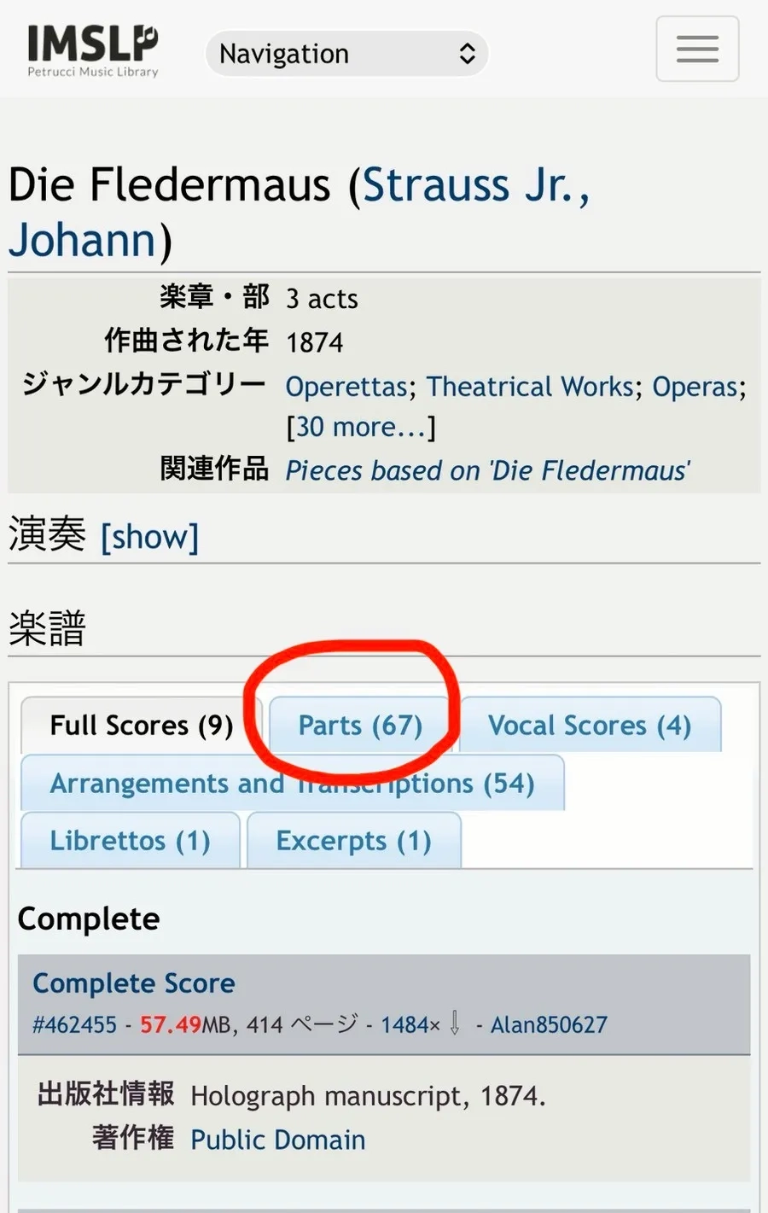 IMSLP
Petrucci Music Library
Navigation
Die Fledermaus (Strauss Jr.,
Johann)
楽章・部 3 acts
作曲された年 1874
ジャンルカテゴリー Operettas; Theatrical Works; Operas;
[30 more...]
関連作品 Pieces based on 'Die Fledermaus'
演奏 [show]
楽譜
Full Scores (9) Parts (67) Vocal Scores (4)
Arrangements and Transcriptions (54)
Librettos (1) Excerpts (1)
Complete
Complete Score
#462455 - 57.49MB, 414 ページ - 1484× ⇩ - Alan850627
出版社情報 Holograph manuscript, 1874.
著作権 Public Domain